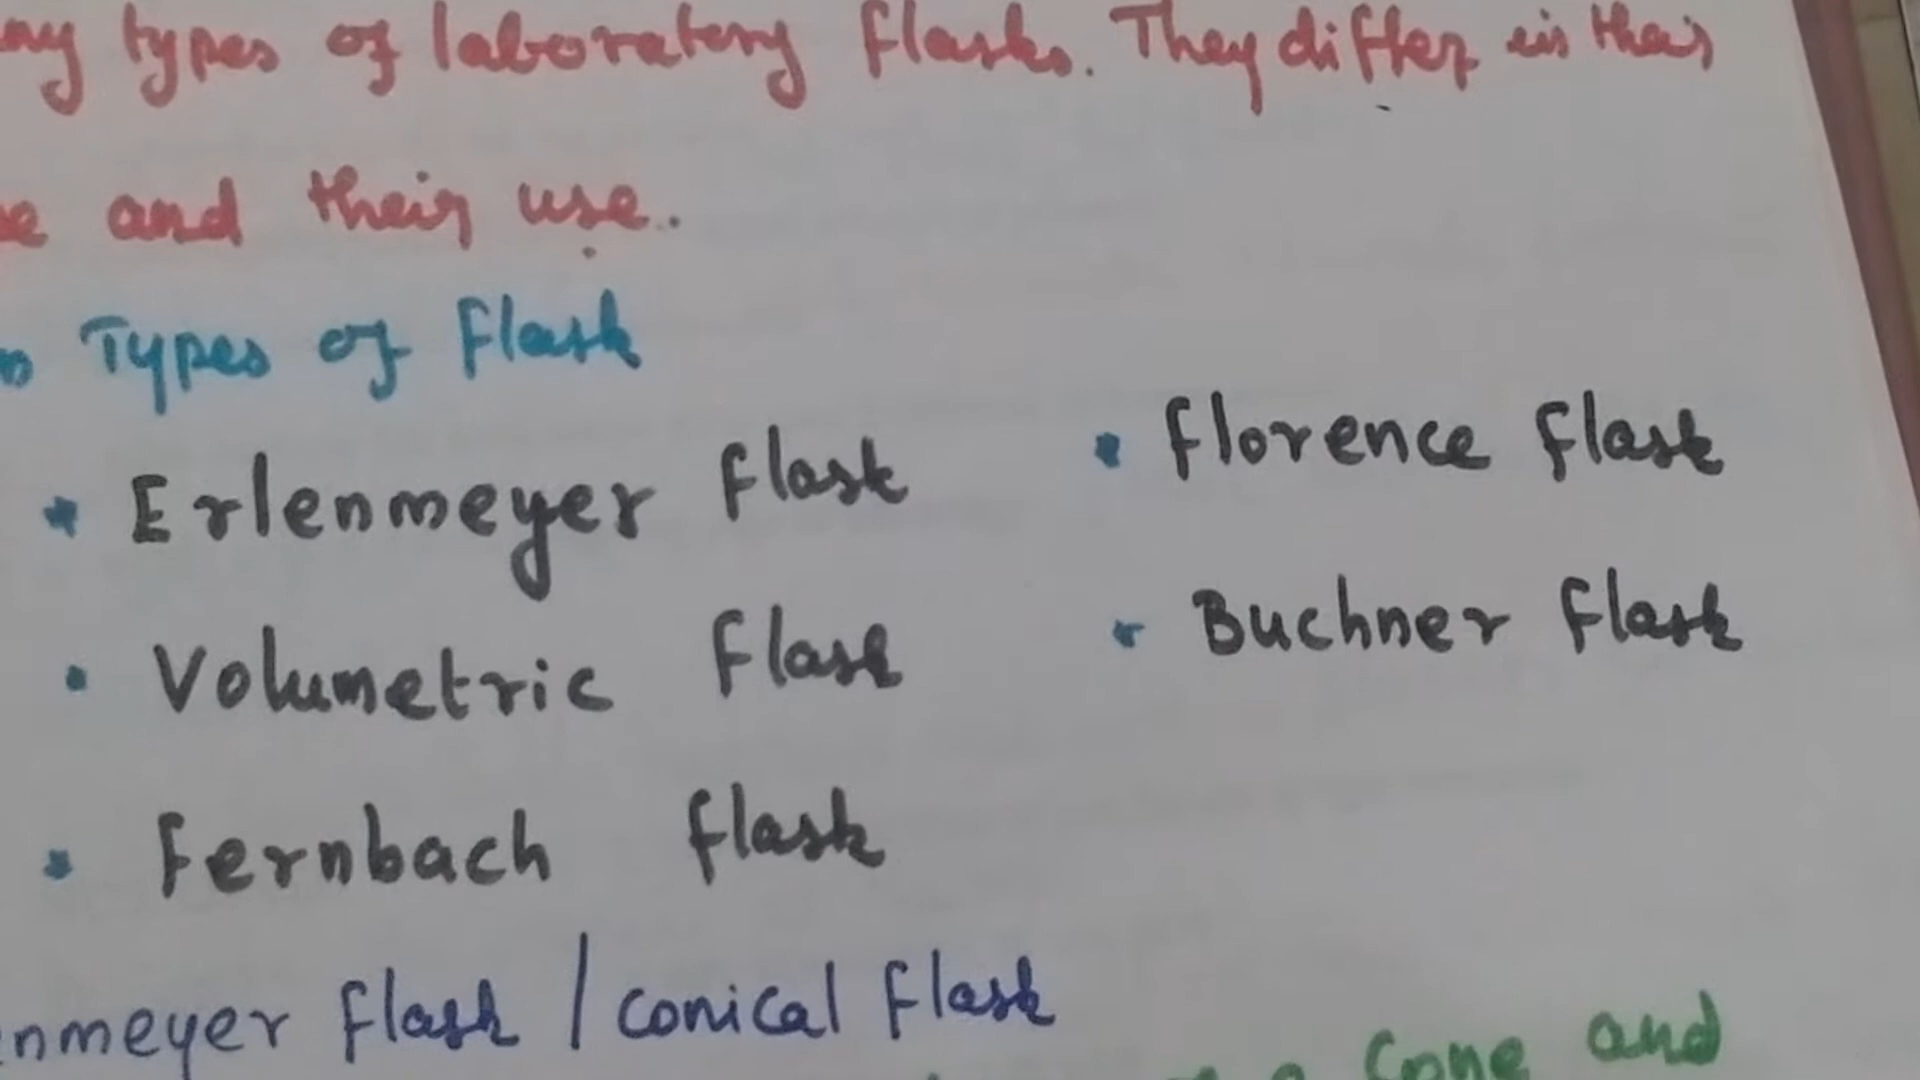 types of laboratory flasks. They differ in their
and their use.
Types of Flask
Erlenmeyer Flask
Volumetric Flask
Fernbach Flask
Florence Flask
Buchner Flask
nmeyer Flask / conical Flask
Cone and